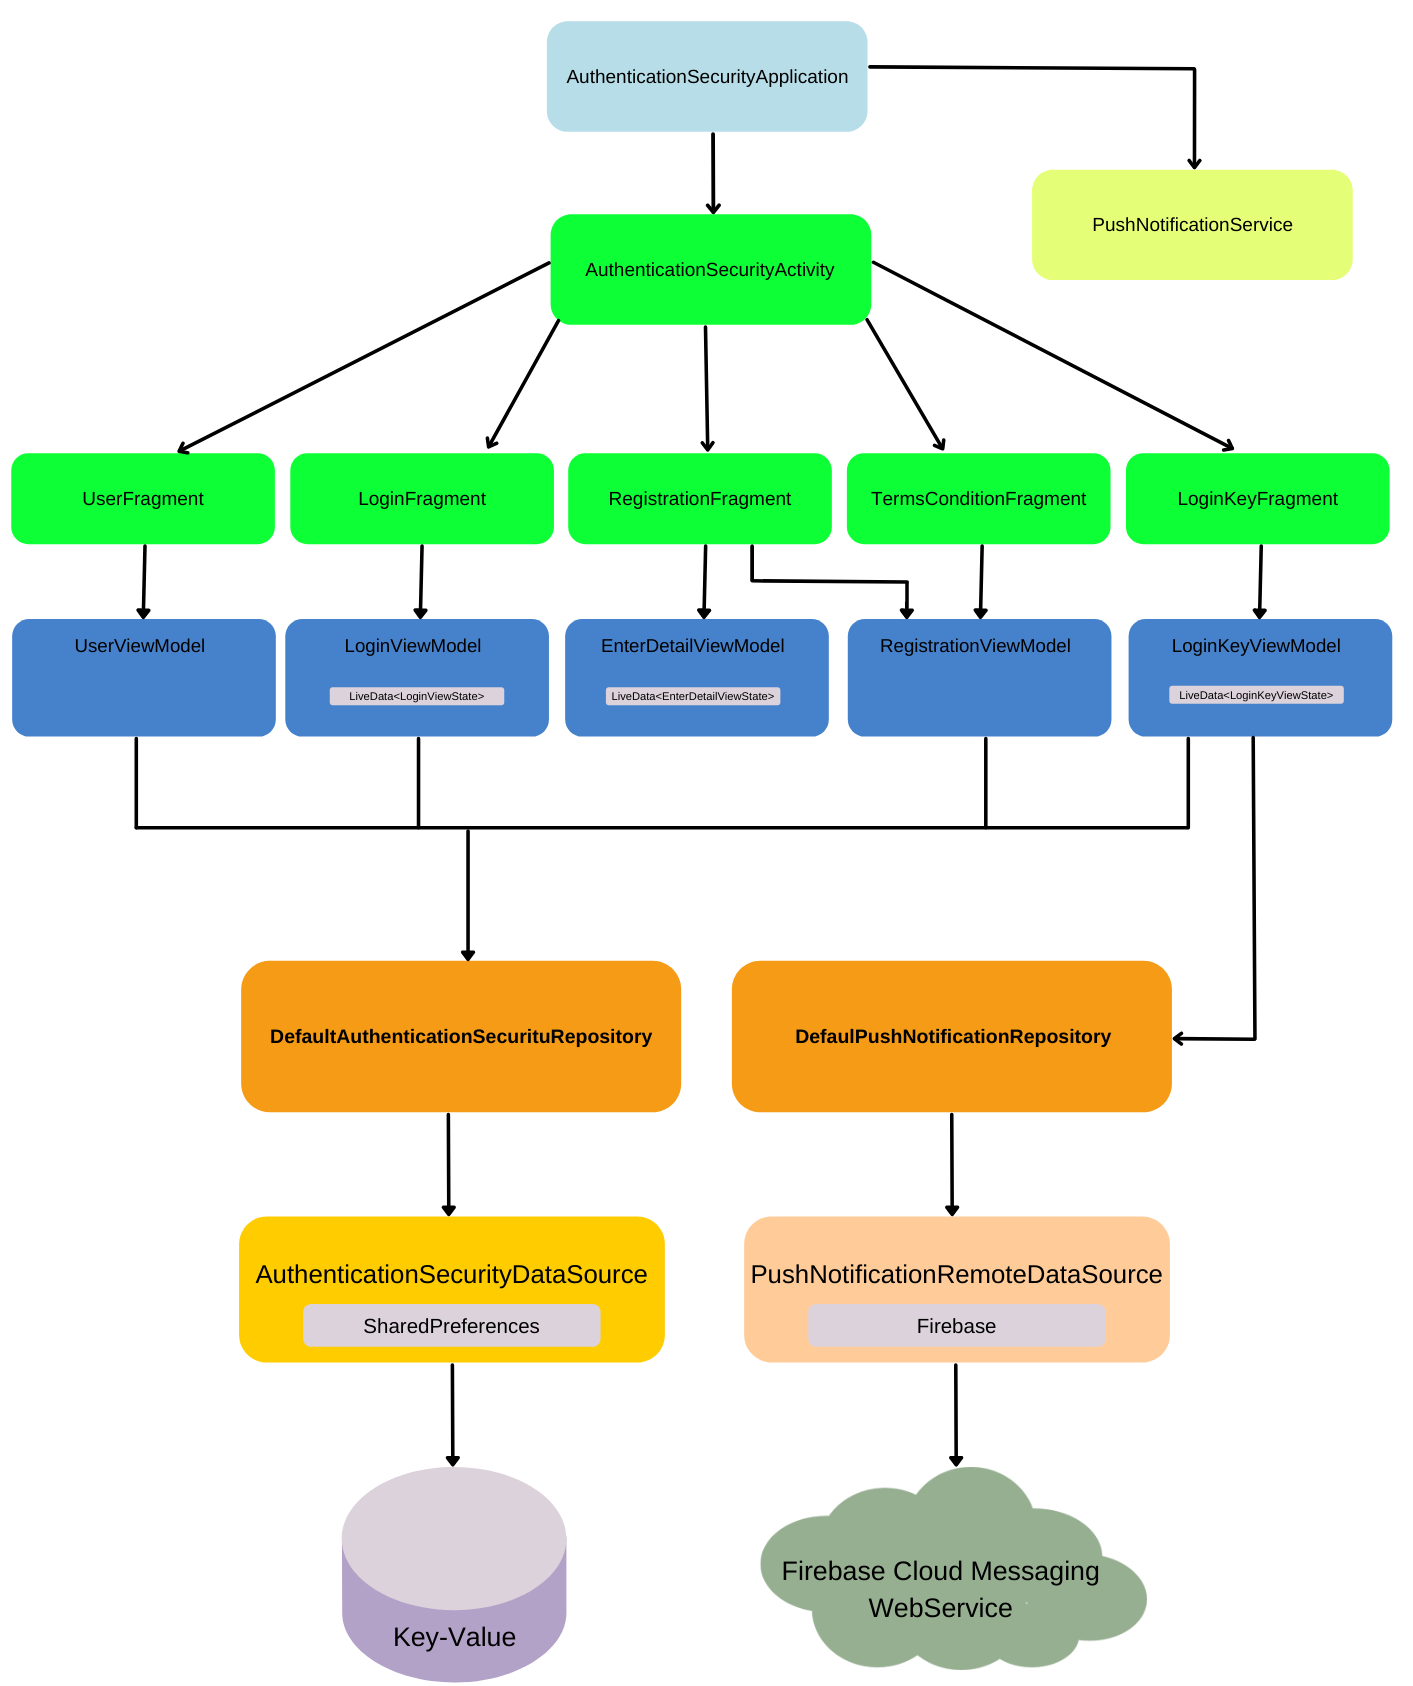 AuthenticationSecurityApplication
PushNotificationService
AuthenticationSecurityActivity
UserFragment
LoginFragment
RegistrationFragment
TermsConditionFragment
LoginKeyFragment
UserViewModel
LoginViewModel
LiveData<LoginViewState>
EnterDetailViewModel
LiveData<EnterDetailViewState>
RegistrationViewModel
LoginKeyViewModel
LiveData<LoginKeyViewState>
DefaultAuthenticationSecurituRepository
DefaulPushNotificationRepository
AuthenticationSecurityDataSource
SharedPreferences
PushNotificationRemoteDataSource
Firebase
Key-Value
Firebase Cloud Messaging
WebService